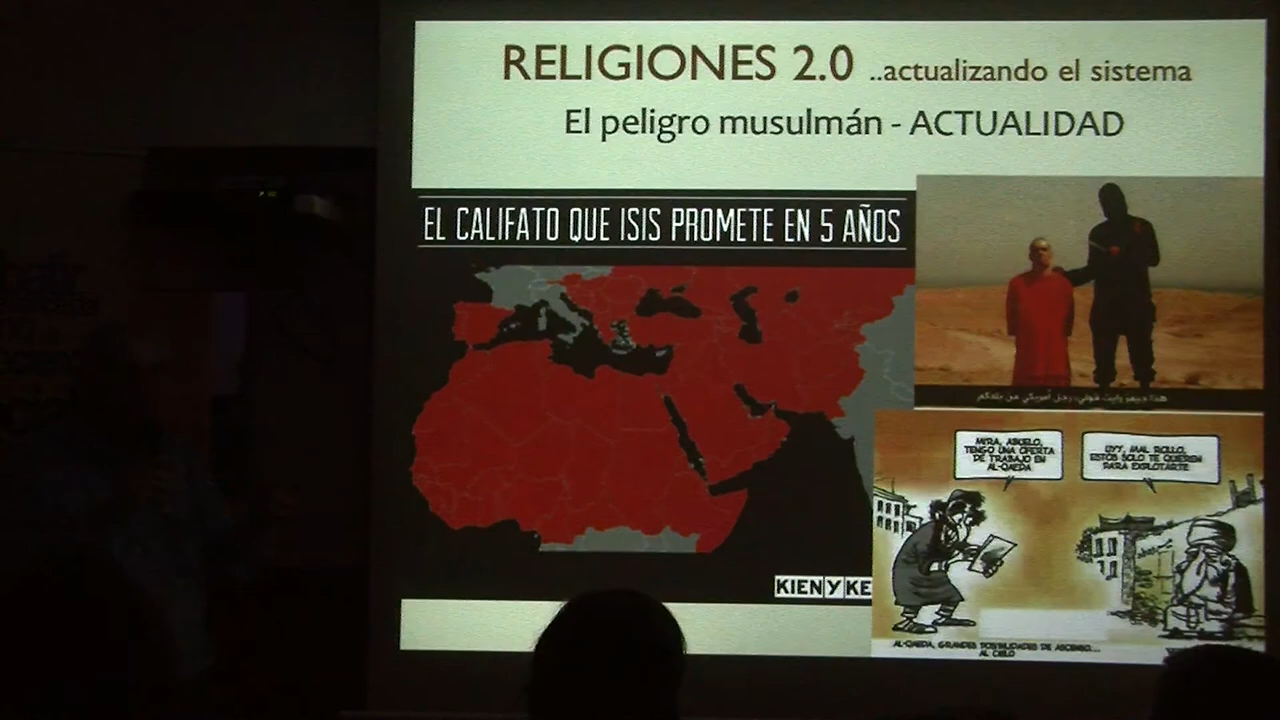 RELIGIONES 2.0 ..actualizando el sistema
El peligro musulmán - ACTUALIDAD
EL CALIFATO QUE ISIS PROMETE EN 5 AÑOS
KIENYKE
MIRA, ABUELO,
TENGO UNA OFERTA
DE TRABAJO EN
AL-QAEDA
UYY, MAL ROLLO,
ESTOS SOLO TE QUIEREN
PARA EXPLOTARTE
AL-QAEDA, GRANDES POSIBILIDADES DE ASCENSO...
AL CIELO